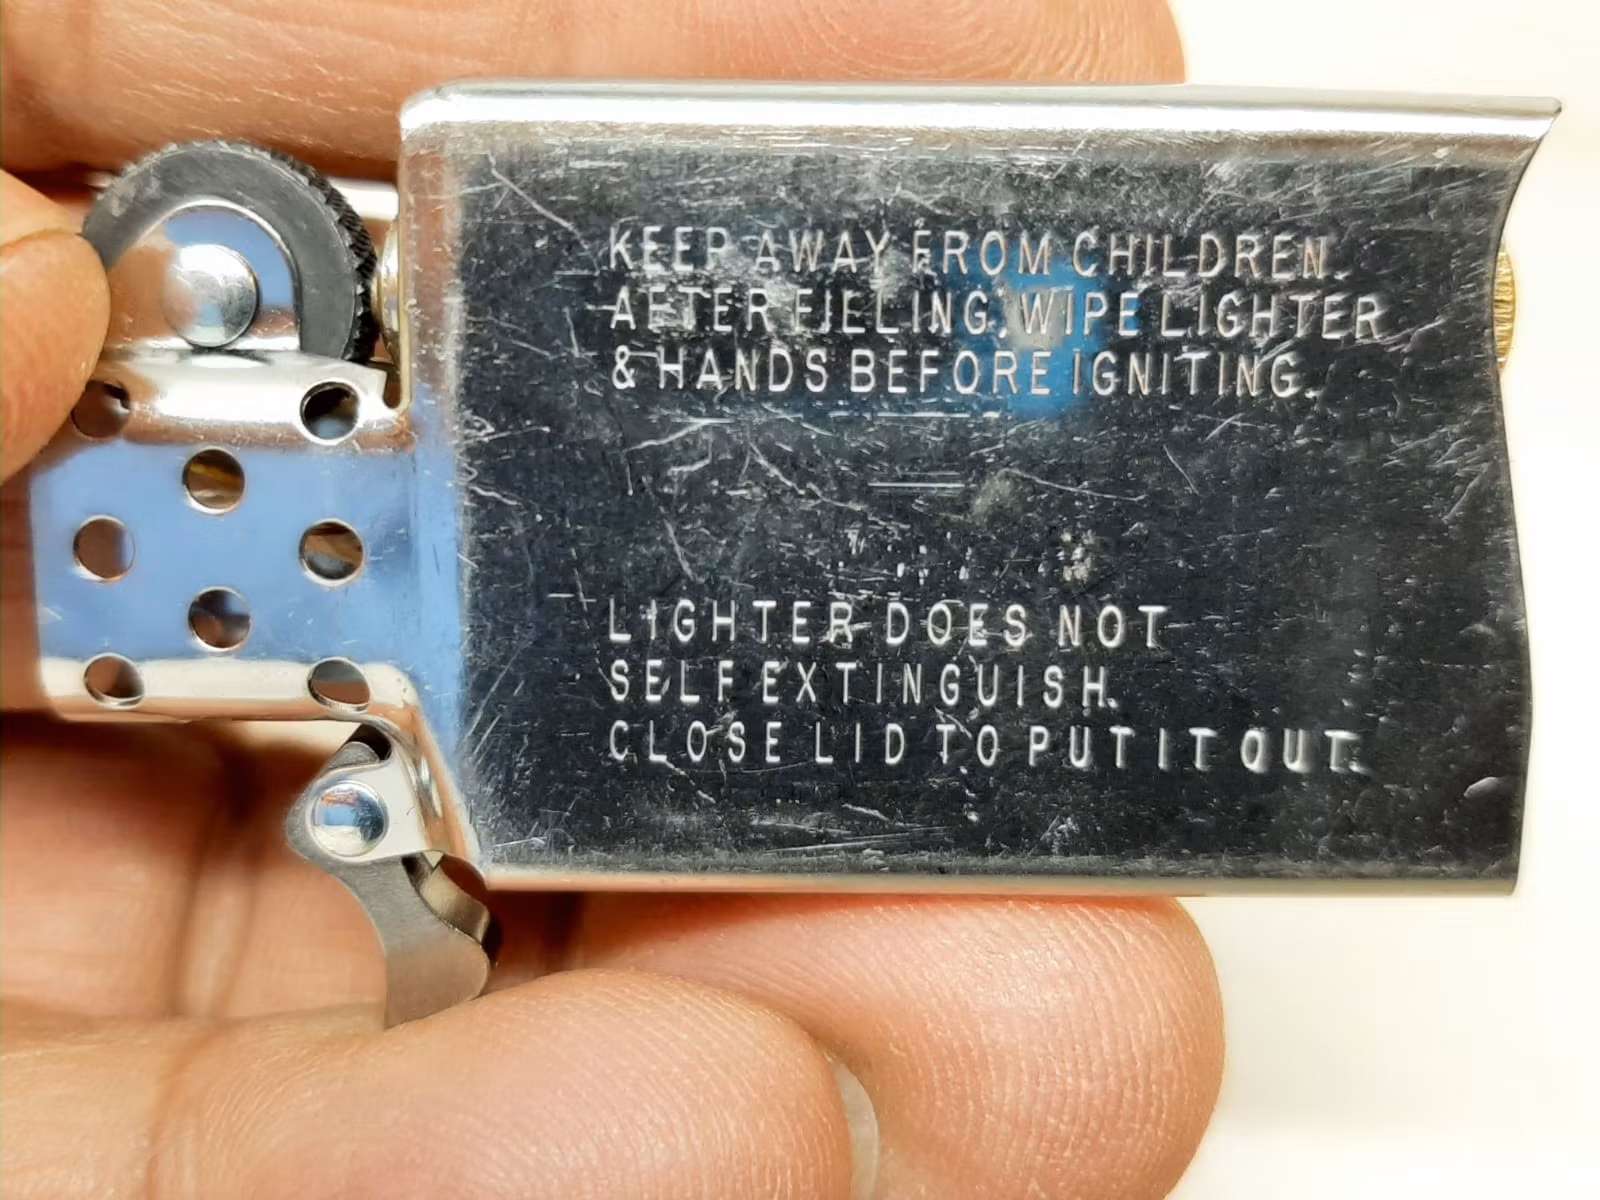 KEEP AWAY FROM CHILDREN.
AFTER FILLING, WIPE LIGHTER
& HANDS BEFORE IGNITING.
LIGHTER DOES NOT
SELF EXTINGUISH.
CLOSE LID TO PUT IT OUT.